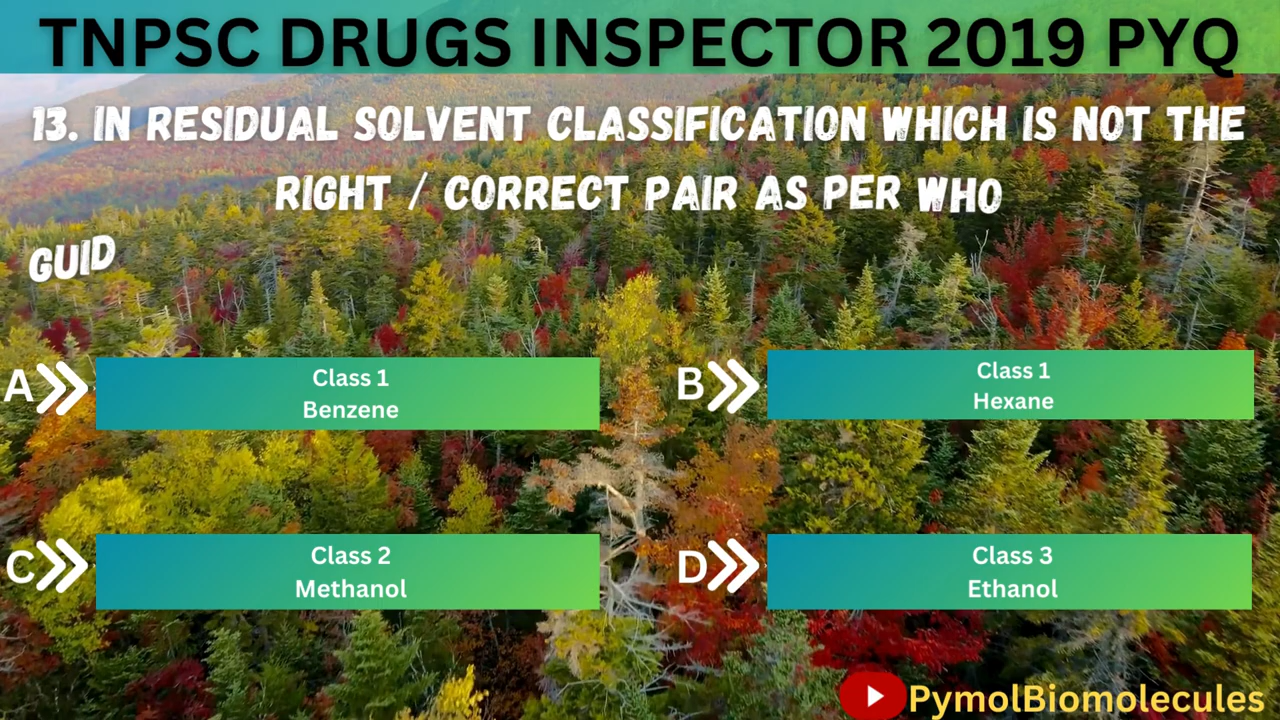 TNPSC DRUGS INSPECTOR 2019 PYQ
13. IN RESIDUAL SOLVENT CLASSIFICATION WHICH IS NOT THE
RIGHT / CORRECT PAIR AS PER WHO
GUID
A
Class 1
Benzene
B
Class 1
Hexane
C
Class 2
Methanol
D
Class 3
Ethanol
PymolBiomolecules